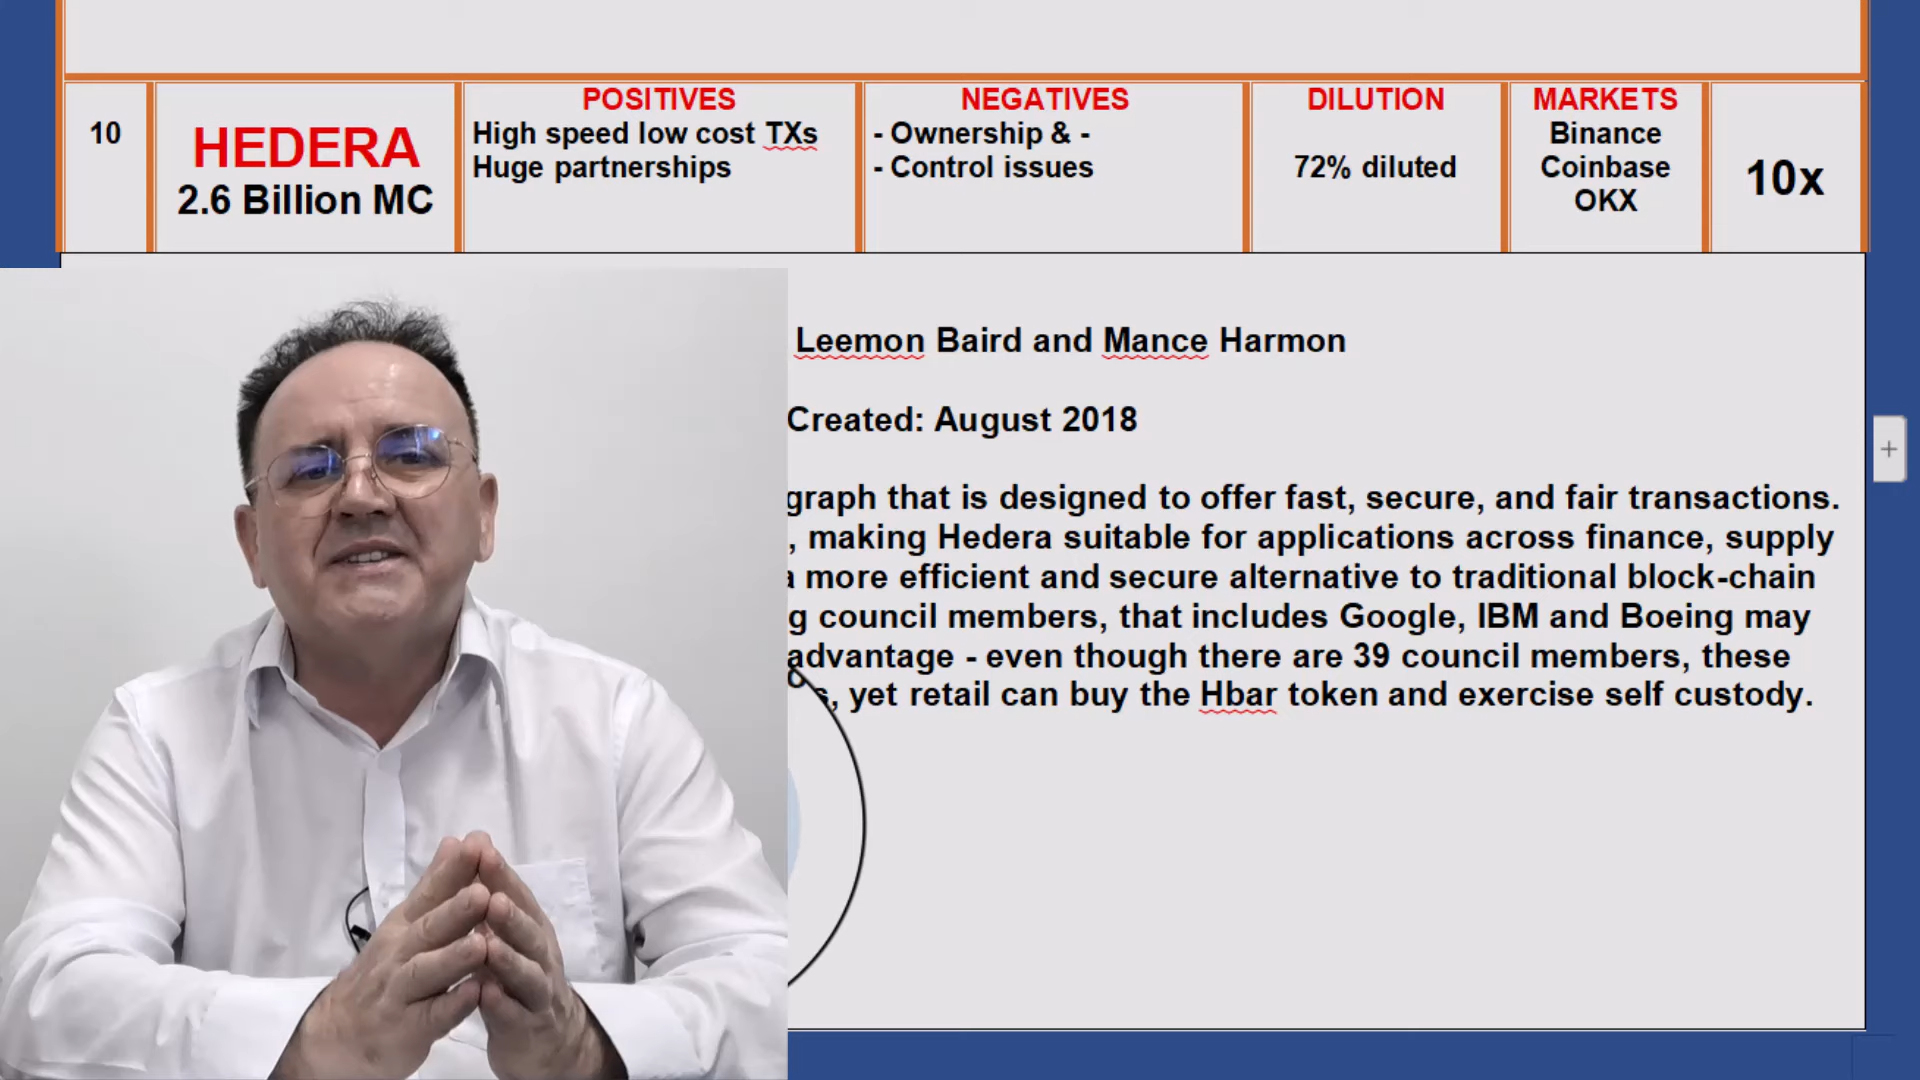 10
HEDERA
2.6 Billion MC
POSITIVES
High speed low cost TXs
Huge partnerships
NEGATIVES
- Ownership & -
- Control issues
DILUTION
72% diluted
MARKETS
Binance
Coinbase
OKX
10x
Leemon Baird and Mance Harmon
Created: August 2018
graph that is designed to offer fast, secure, and fair transactions.
, making Hedera suitable for applications across finance, supply
a more efficient and secure alternative to traditional block-chain
g council members, that includes Google, IBM and Boeing may
advantage - even though there are 39 council members, these
s, yet retail can buy the Hbar token and exercise self custody.